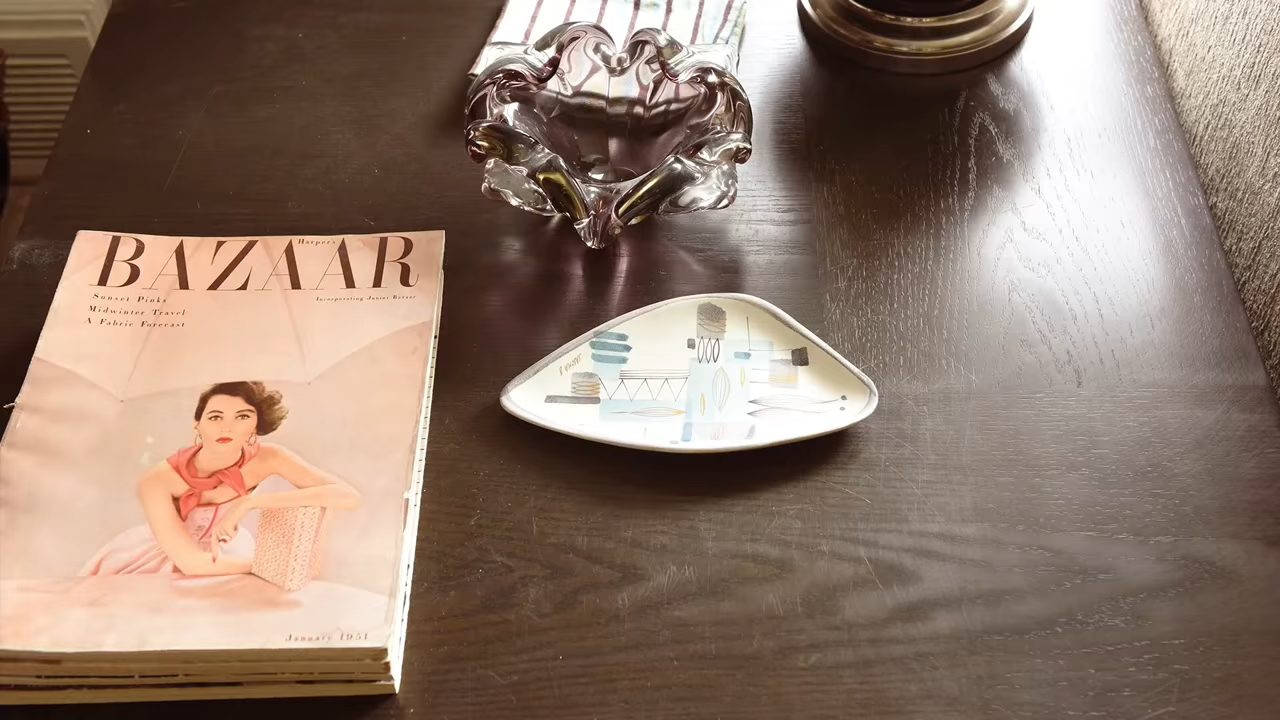 Harper's
BAZAAR
Incorporating Junior Bazaar
Sunset Pinks
Midwinter Travel
A Fabric Forecast
January 1951